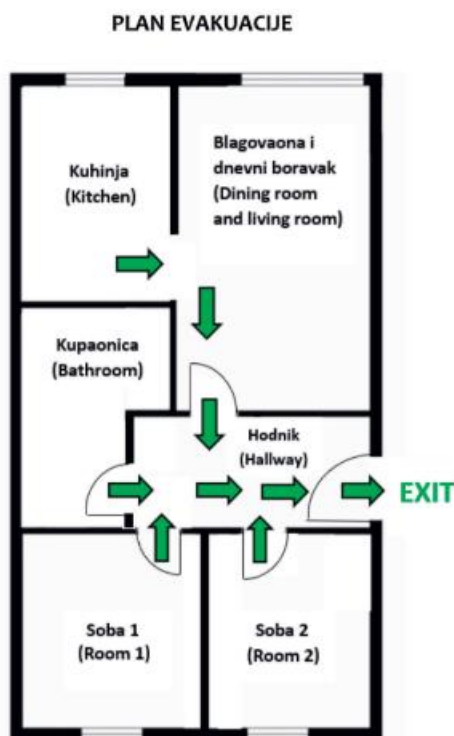 PLAN EVAKUACIJE
Kuhinja
(Kitchen)
Blagovaona i
dnevni boravak
(Dining room
and living room)
Kupaonica
(Bathroom)
Hodnik
(Hallway)
EXIT
Soba 1
(Room 1)
Soba 2
(Room 2)